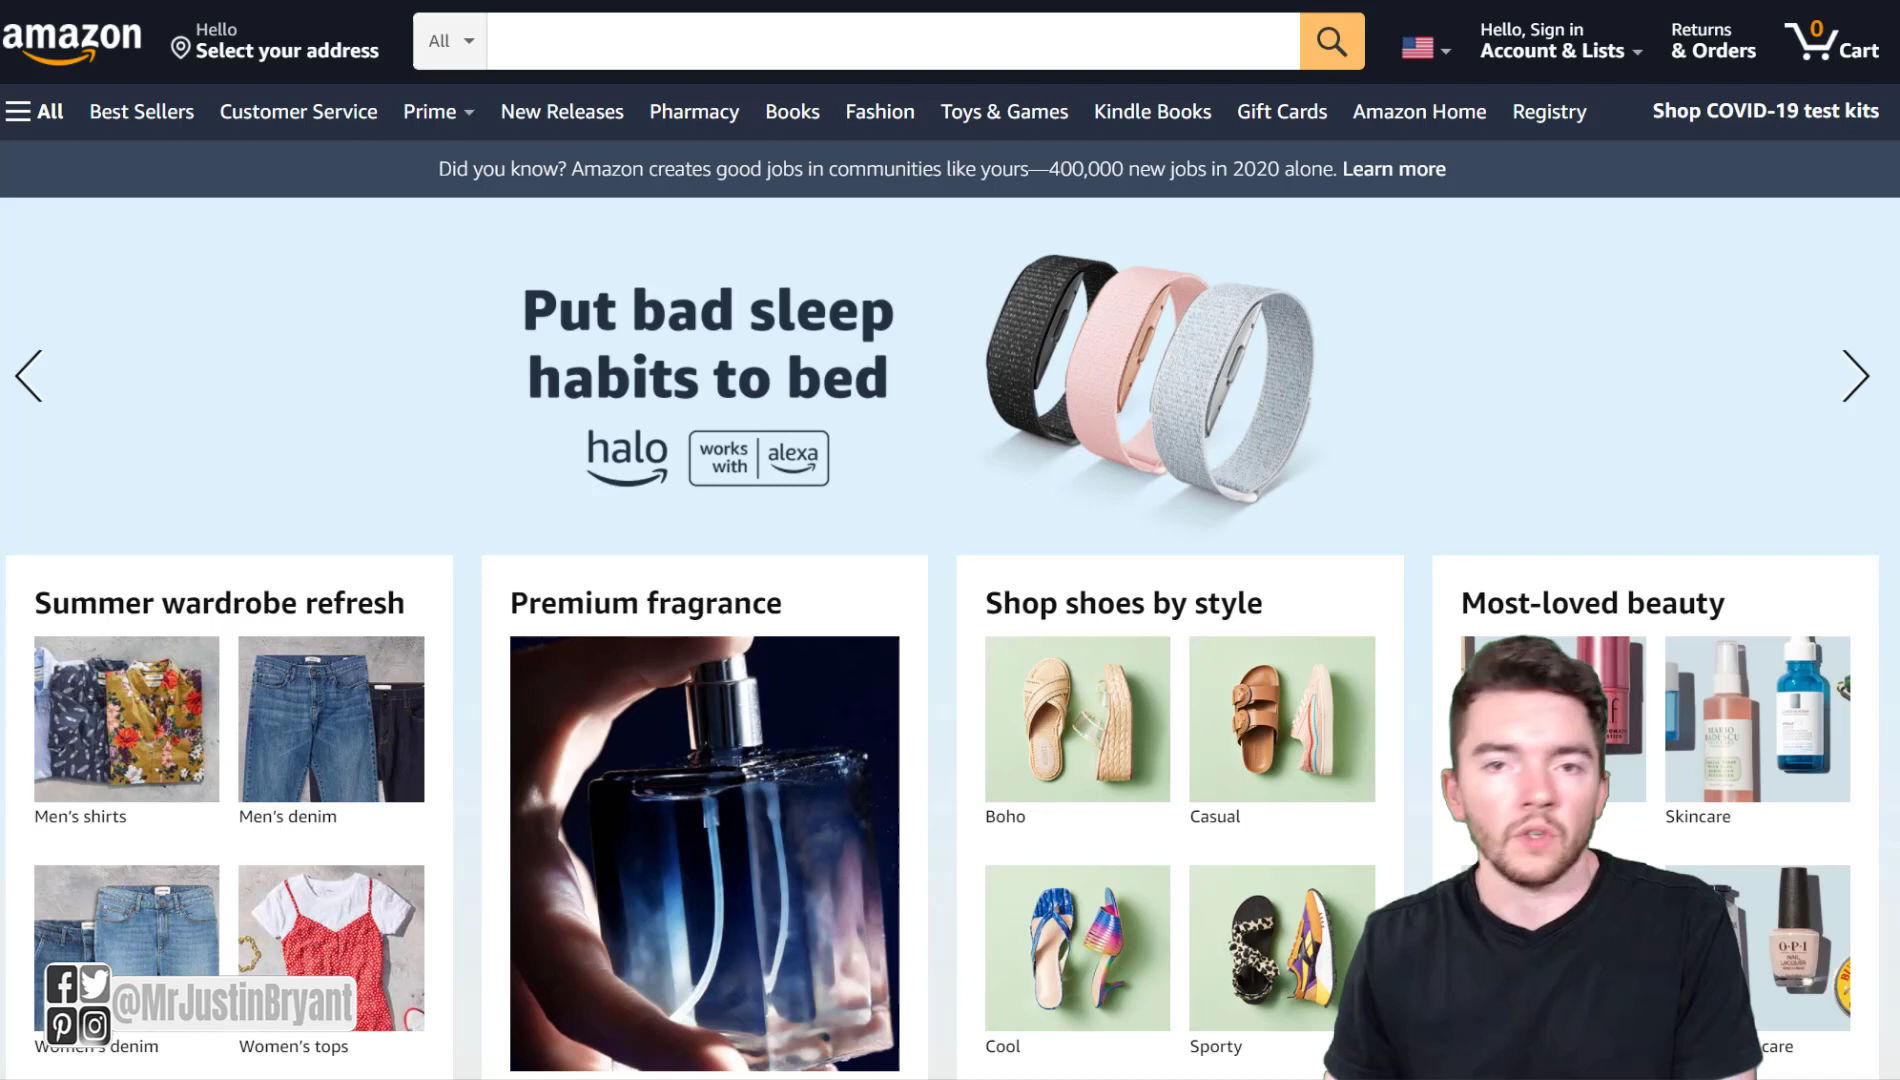 amazon
Hello
Select your address
All
Hello, Sign in
Account & Lists
Returns
& Orders
0
Cart
All
Best Sellers
Customer Service
Prime
New Releases
Pharmacy
Books
Fashion
Toys & Games
Kindle Books
Gift Cards
Amazon Home
Registry
Shop COVID-19 test kits
Did you know? Amazon creates good jobs in communities like yours—400,000 new jobs in 2020 alone. Learn more
Put bad sleep
habits to bed
halo
works
with
alexa
Summer wardrobe refresh
Premium fragrance
Shop shoes by style
Most-loved beauty
Men's shirts
Men's denim
Boho
Casual
MARIO
BADESCU
Skincare
@MrJustinBryant
O·P·I
NAIL
LACQUER
Women's denim
Women's tops
Cool
Sporty
care